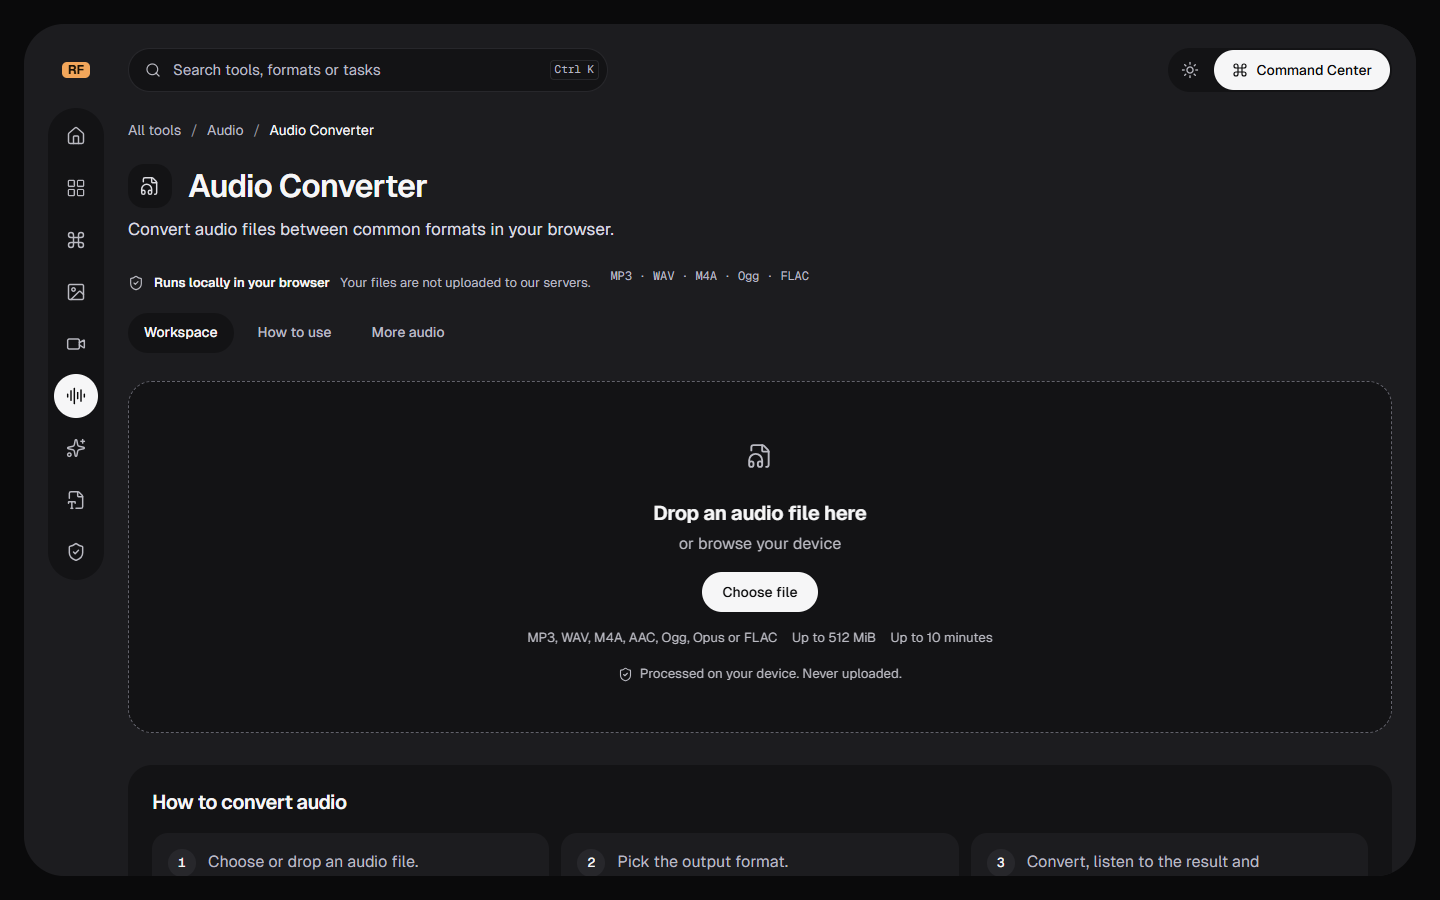 RF
Search tools, formats or tasks
Ctrl K
Command Center
All tools / Audio / Audio Converter
Audio Converter
Convert audio files between common formats in your browser.
Runs locally in your browser Your files are not uploaded to our servers. MP3 · WAV · M4A · Ogg · FLAC
Workspace How to use More audio
Drop an audio file here
or browse your device
Choose file
MP3, WAV, M4A, AAC, Ogg, Opus or FLAC Up to 512 MiB Up to 10 minutes
Processed on your device. Never uploaded.
How to convert audio
1 Choose or drop an audio file.
2 Pick the output format.
3 Convert, listen to the result and